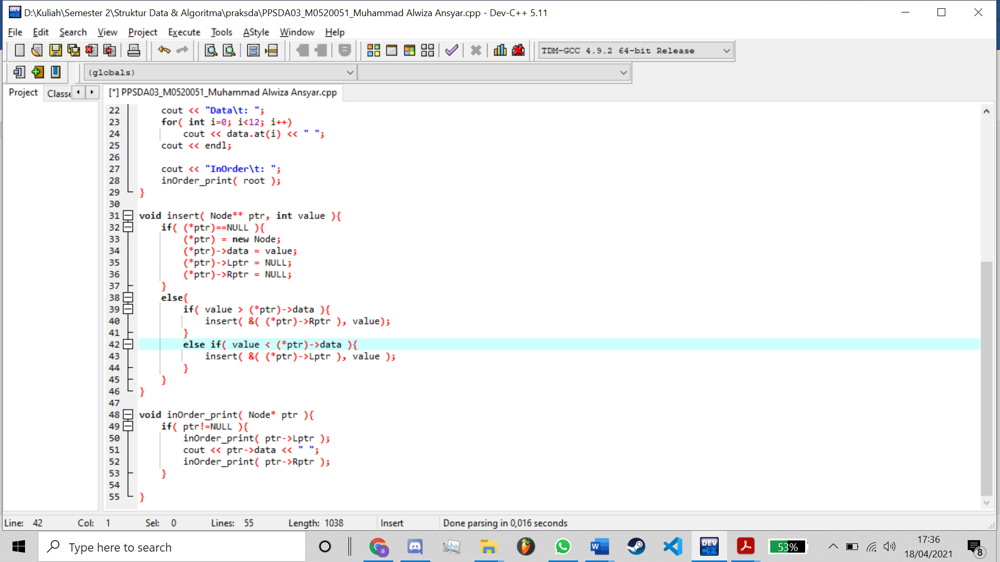 D:\Kuliah\Semester 2\Struktur Data & Algoritma\praksda\PPSDA03_M0520051_Muhammad Alwiza Ansyar.cpp - Dev-C++ 5.11
File Edit Search View Project Execute Tools AStyle Window Help
TDM-GCC 4.9.2 64-bit Release
(globals)
Project Classe [*] PPSDA03_M0520051_Muhammad Alwiza Ansyar.cpp
22 cout << "Data\t: ";
23 for( int i=0; i<12; i++)
24 cout << data.at(i) << " ";
25 cout << endl;
26
27 cout << "InOrder\t: ";
28 inOrder_print( root );
29 }
30
31 void insert( Node** ptr, int value ){
32 if( (*ptr)==NULL ){
33 (*ptr) = new Node;
34 (*ptr)->data = value;
35 (*ptr)->Lptr = NULL;
36 (*ptr)->Rptr = NULL;
37 }
38 else{
39 if( value > (*ptr)->data ){
40 insert( &( (*ptr)->Rptr ), value);
41 }
42 else if( value < (*ptr)->data ){
43 insert( &( (*ptr)->Lptr ), value );
44 }
45 }
46 }
47
48 void inOrder_print( Node* ptr ){
49 if( ptr!=NULL ){
50 inOrder_print( ptr->Lptr );
51 cout << ptr->data << " ";
52 inOrder_print( ptr->Rptr );
53 }
54
55 }
Line: 42 Col: 1 Sel: 0 Lines: 55 Length: 1038 Insert Done parsing in 0,016 seconds
Type here to search
a
W
DEV C++
53%
17:36
18/04/2021
8